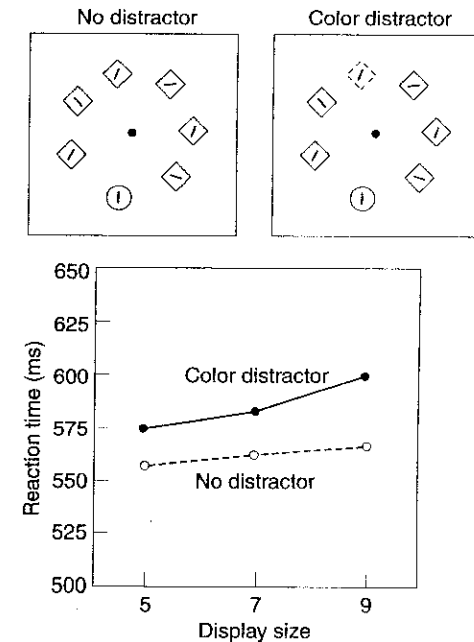 No distractor
Color distractor
650
625
600
575
550
525
500
Reaction time (ms)
Color distractor
No distractor
5 7 9
Display size